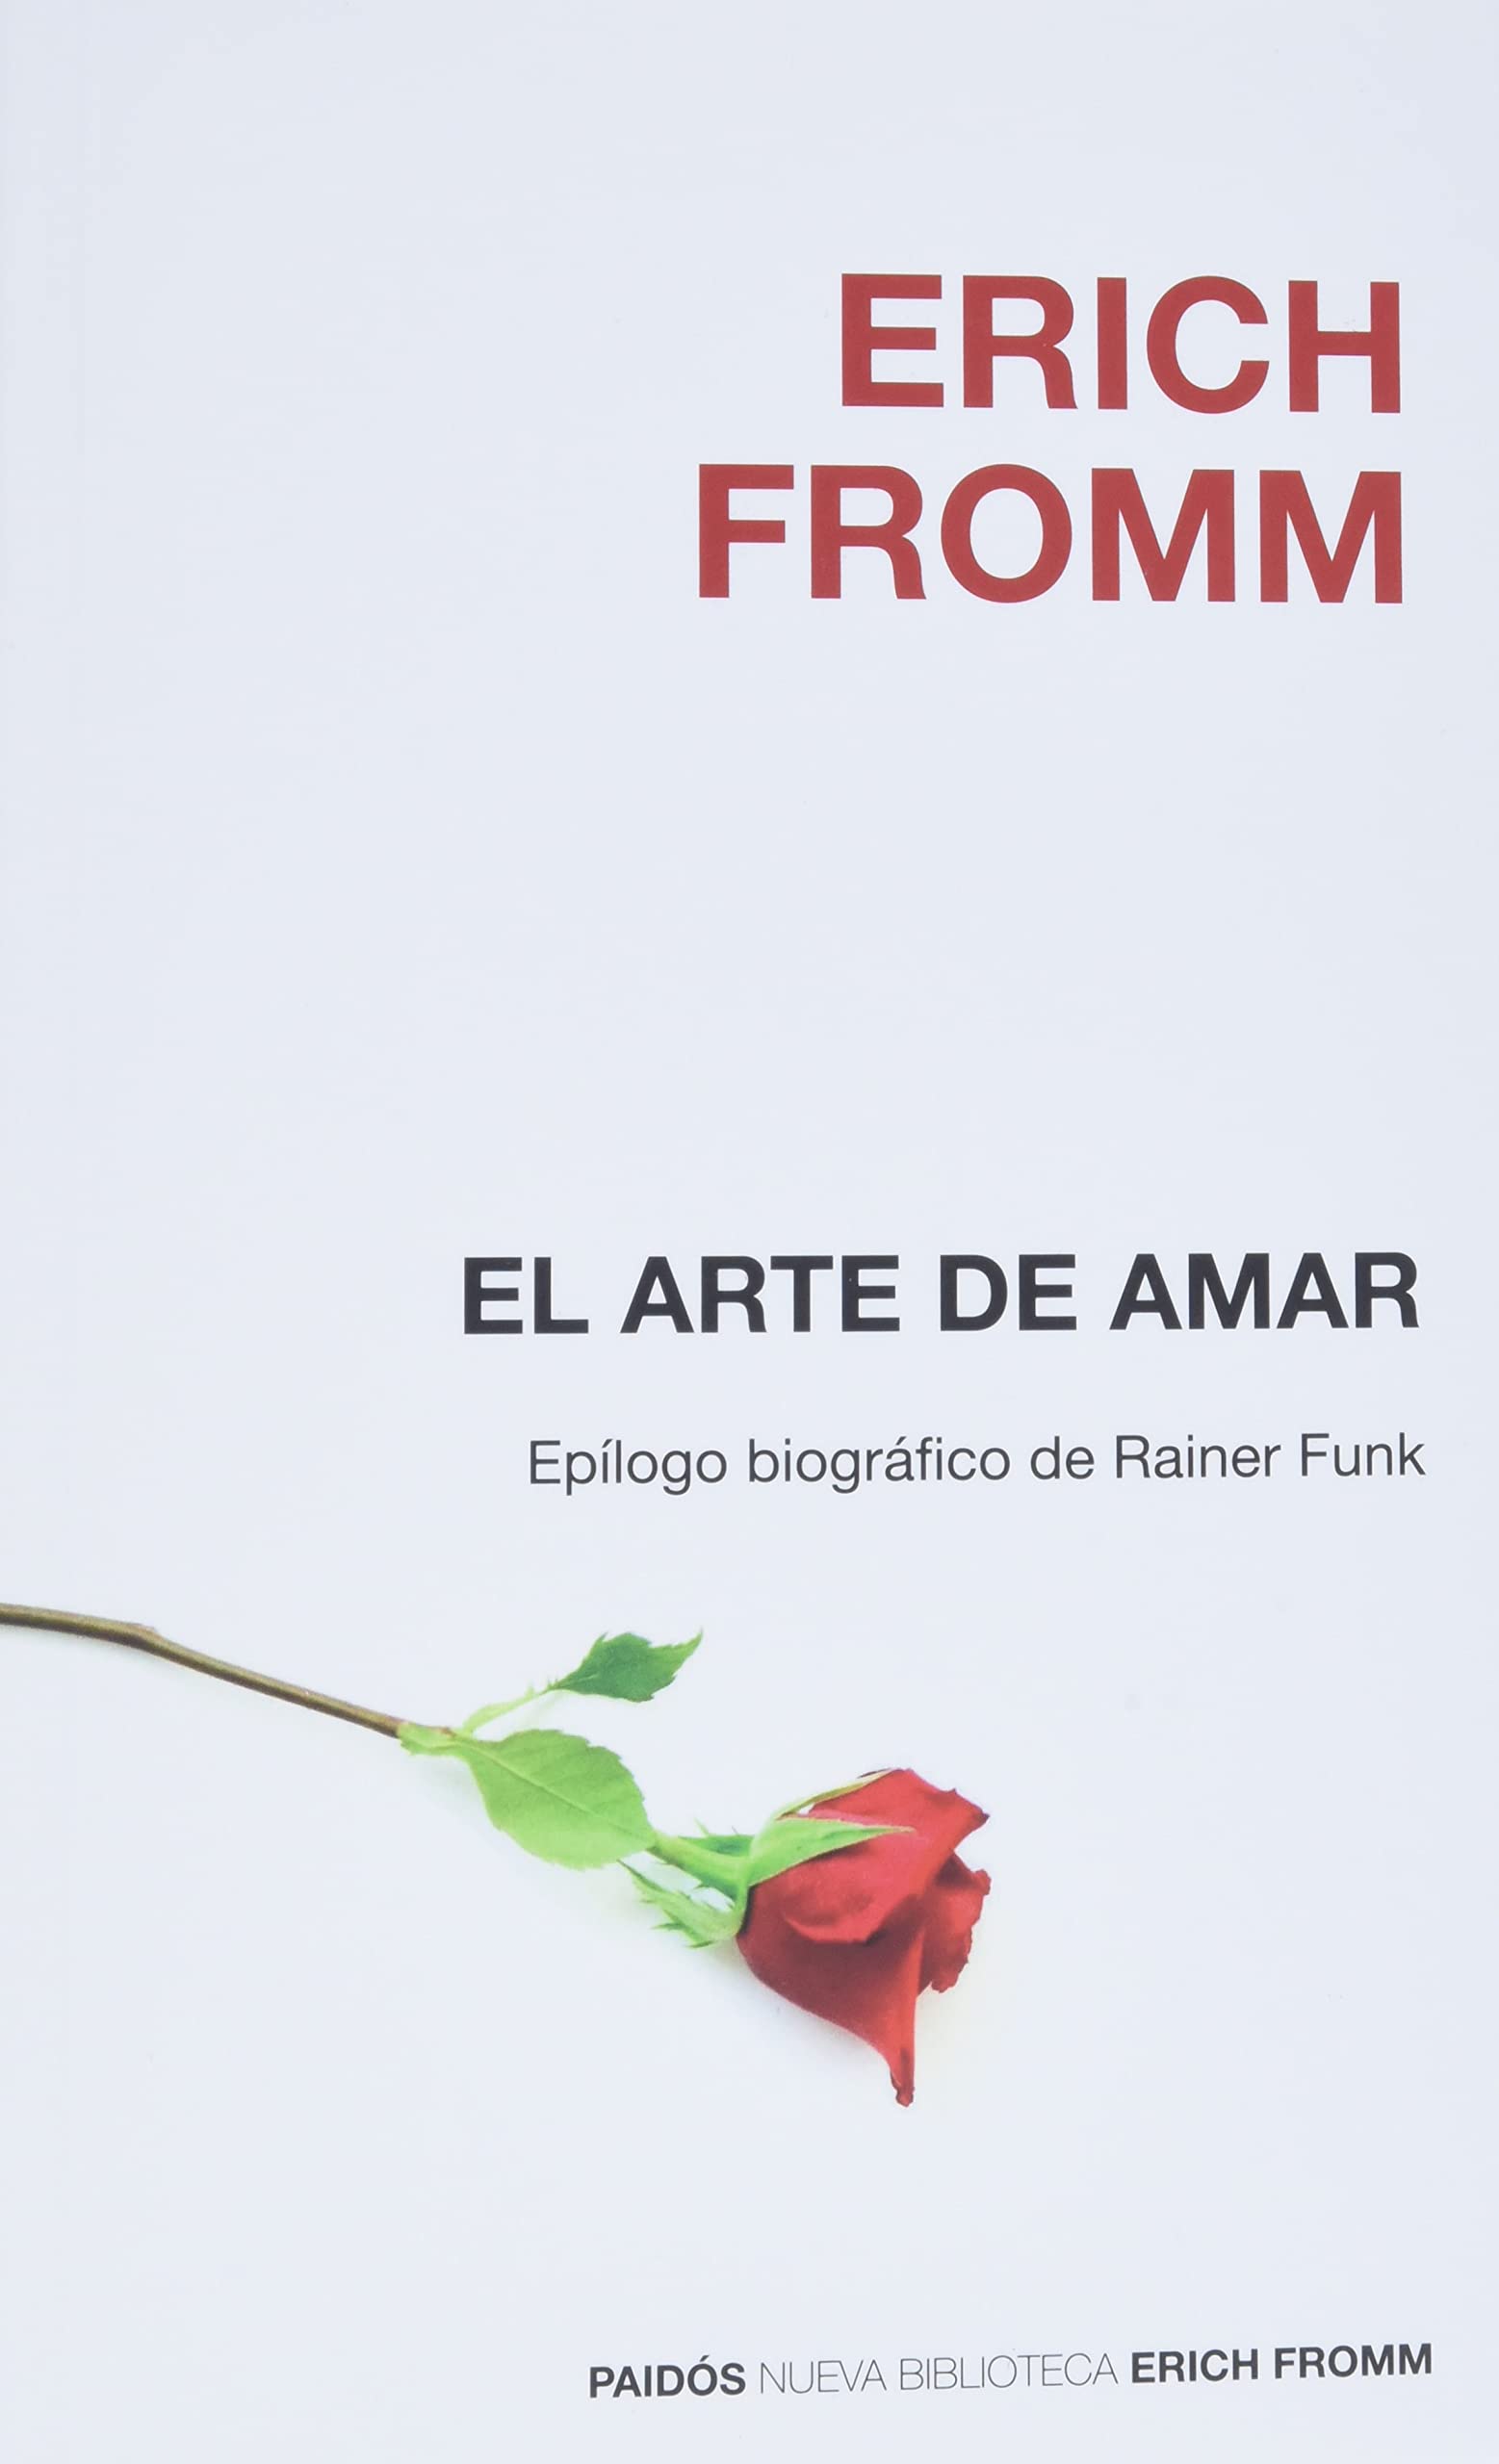 ERICH
FROMM
EL ARTE DE AMAR
Epílogo biográfico de Rainer Funk
PAIDÓS NUEVA BIBLIOTECA ERICH FROMM